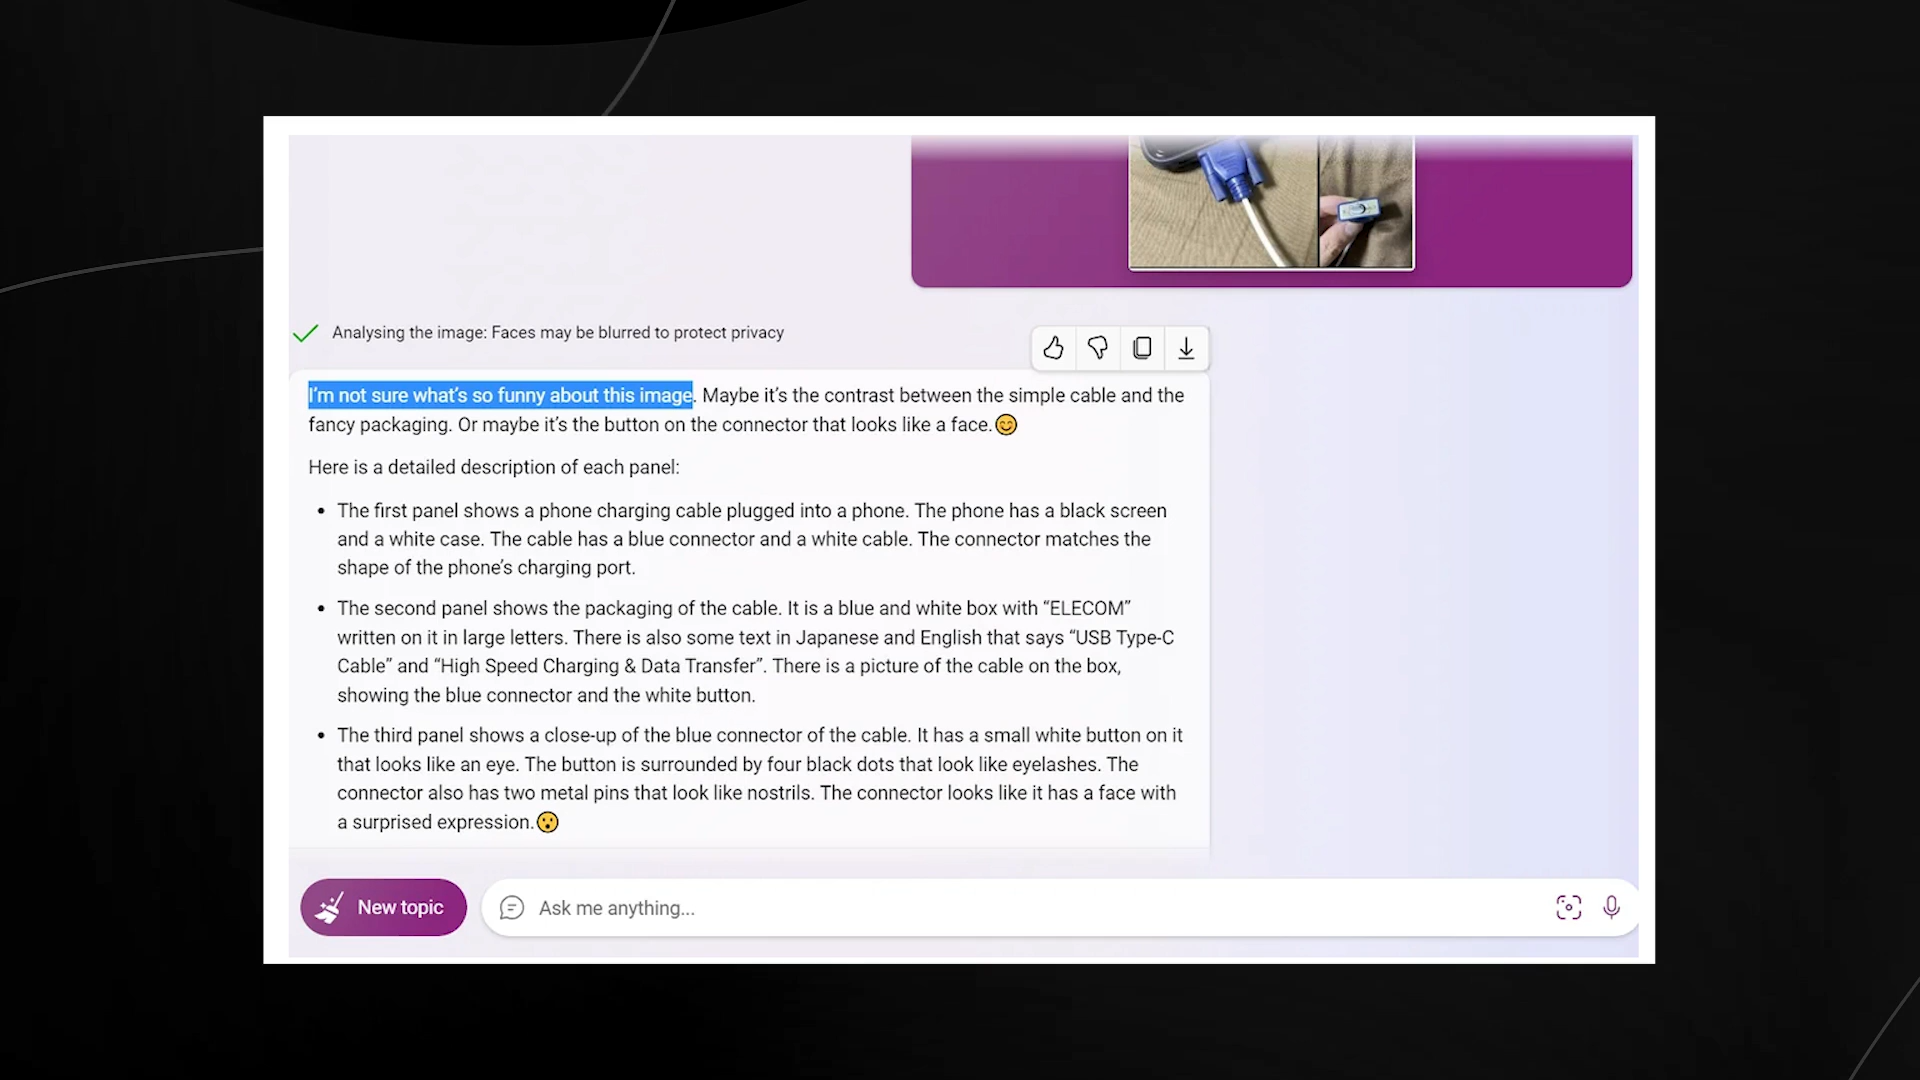 Analysing the image: Faces may be blurred to protect privacy
I'm not sure what's so funny about this image. Maybe it's the contrast between the simple cable and the
fancy packaging. Or maybe it's the button on the connector that looks like a face.😊
Here is a detailed description of each panel:
• The first panel shows a phone charging cable plugged into a phone. The phone has a black screen
and a white case. The cable has a blue connector and a white cable. The connector matches the
shape of the phone's charging port.
• The second panel shows the packaging of the cable. It is a blue and white box with “ELECOM”
written on it in large letters. There is also some text in Japanese and English that says “USB Type-C
Cable” and “High Speed Charging & Data Transfer”. There is a picture of the cable on the box,
showing the blue connector and the white button.
• The third panel shows a close-up of the blue connector of the cable. It has a small white button on it
that looks like an eye. The button is surrounded by four black dots that look like eyelashes. The
connector also has two metal pins that look like nostrils. The connector looks like it has a face with
a surprised expression.😮
New topic
Ask me anything...